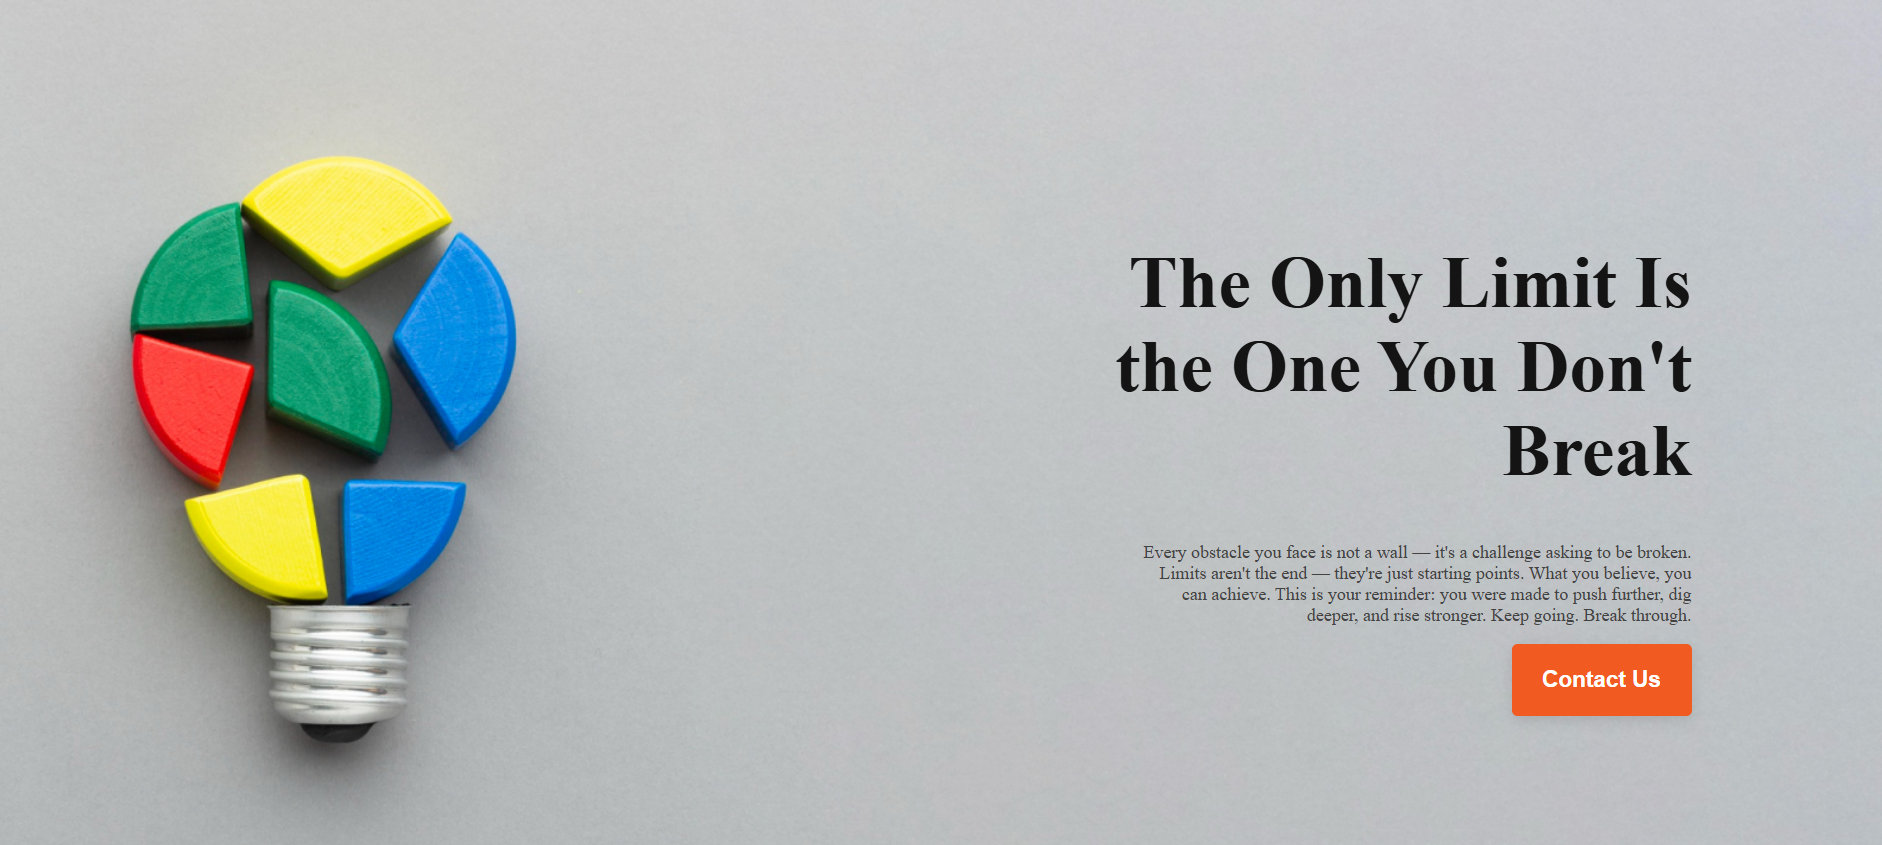 The Only Limit Is
the One You Don't
Break
Every obstacle you face is not a wall — it's a challenge asking to be broken.
Limits aren't the end — they're just starting points. What you believe, you
can achieve. This is your reminder: you were made to push further, dig
deeper, and rise stronger. Keep going. Break through.
Contact Us